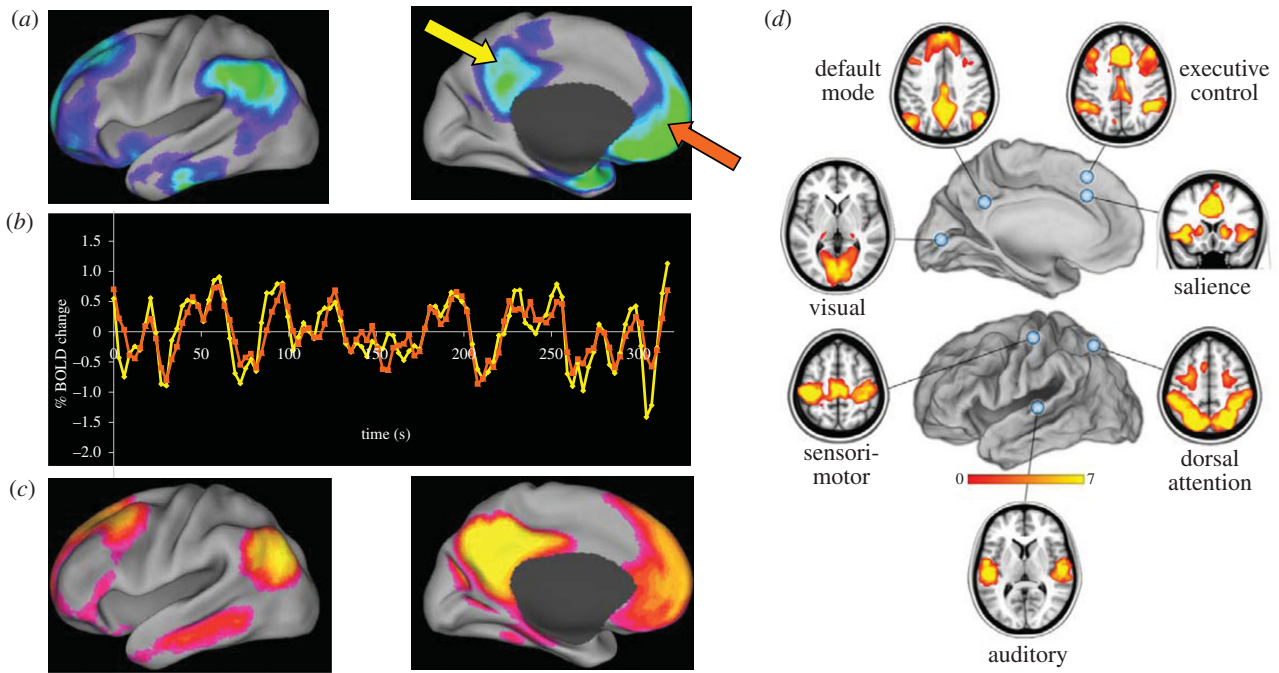 (a)
(b)
1.5
1.0
0.5
0
−0.5
−1.0
−1.5
−2.0
% BOLD change
0
50
100
150
200
250
300
time (s)
(c)
(d)
default
mode
executive
control
visual
salience
sensori-
motor
dorsal
attention
0
7
auditory